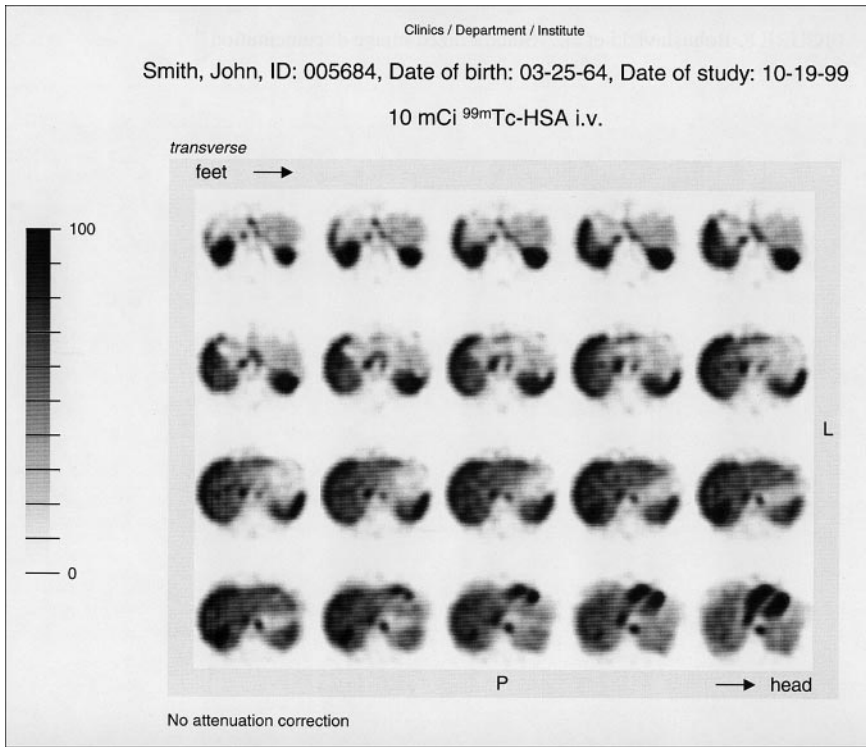 Clinics / Department / Institute
Smith, John, ID: 005684, Date of birth: 03-25-64, Date of study: 10-19-99
10 mCi ⁹⁹ᵐTc-HSA i.v.
transverse
feet →
100
0
L
P
→ head
No attenuation correction